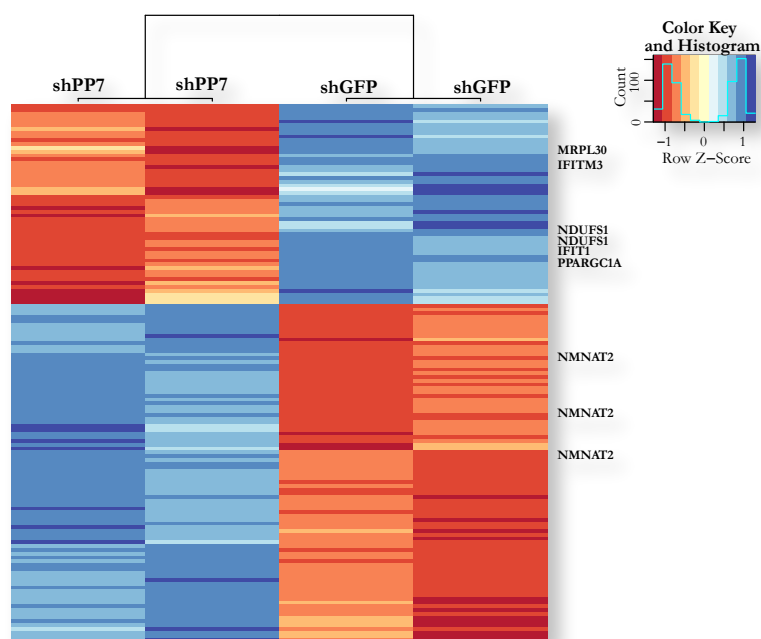 Color Key
and Histogram
Count
0
100
−1
0
1
Row Z−Score
shPP7
shPP7
shGFP
shGFP
MRPL30
IFITM3
NDUFS1
NDUFS1
IFIT1
PPARGC1A
NMNAT2
NMNAT2
NMNAT2